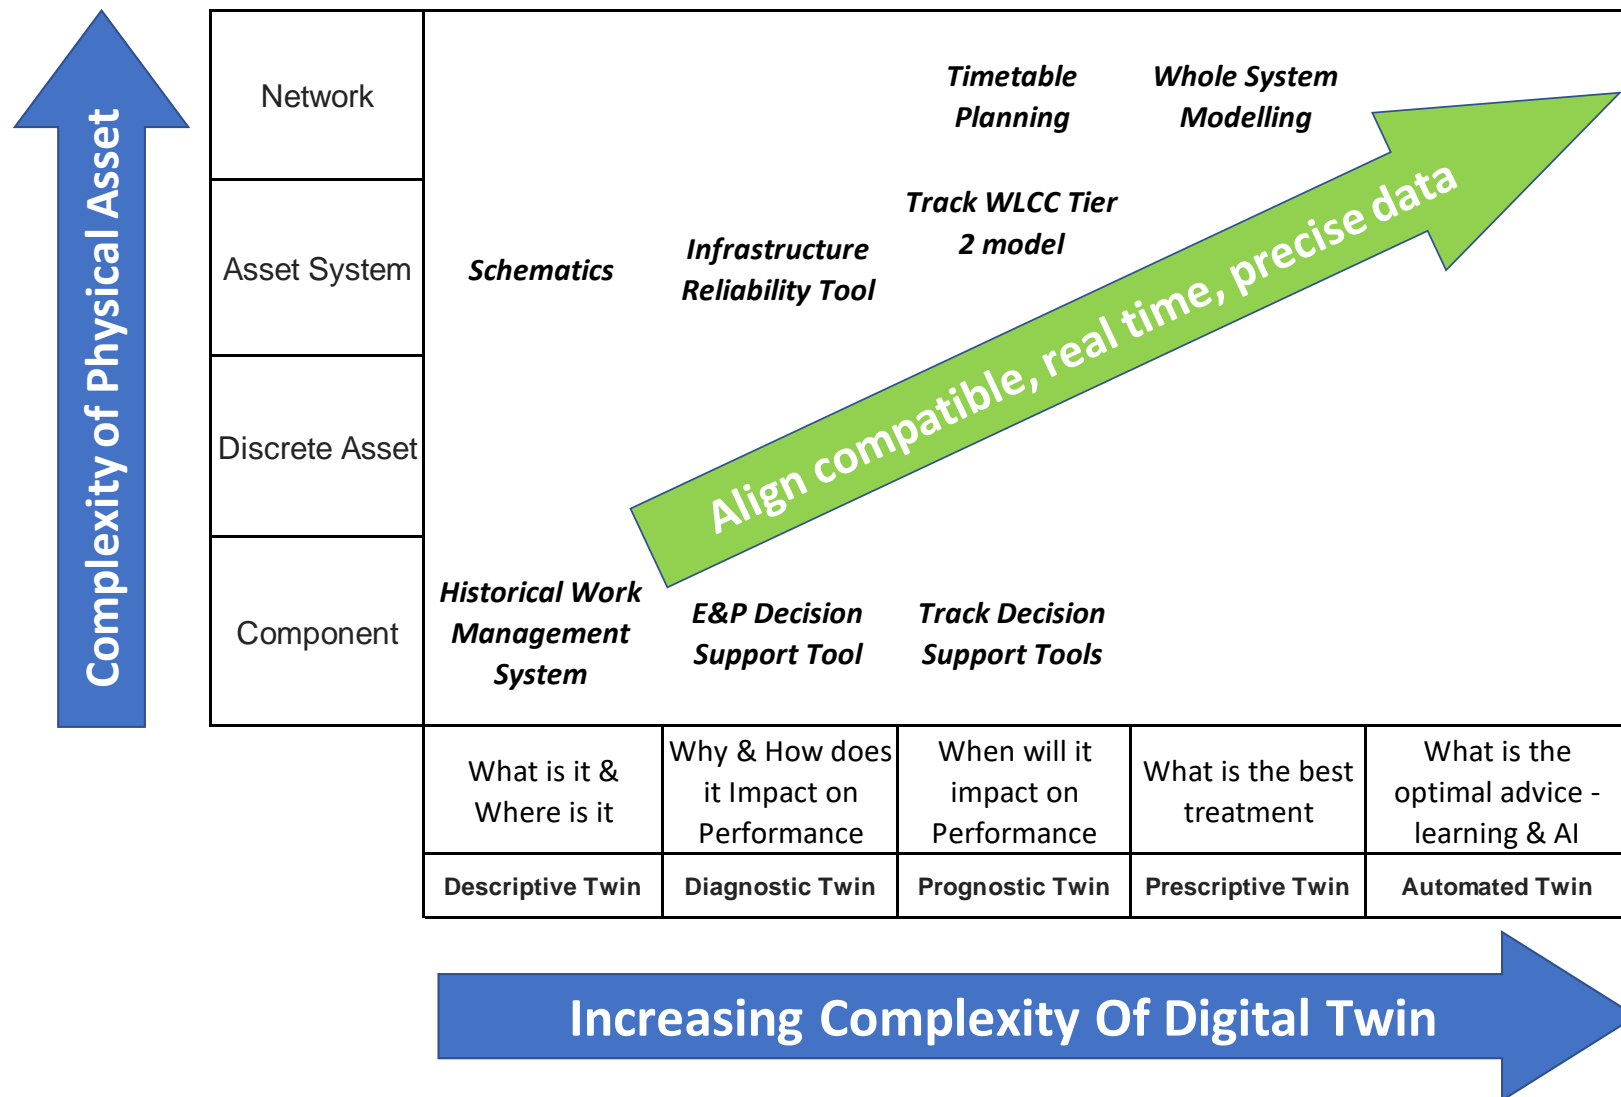 Complexity of Physical Asset
Network
Timetable
Planning
Whole System
Modelling
Asset System
Schematics
Infrastructure
Reliability Tool
Track WLCC Tier
2 model
Align compatible, real time, precise data
Discrete Asset
Component
Historical Work
Management
System
E&P Decision
Support Tool
Track Decision
Support Tools
What is it &
Where is it
Why & How does
it Impact on
Performance
When will it
impact on
Performance
What is the best
treatment
What is the
optimal advice -
learning & AI
Descriptive Twin
Diagnostic Twin
Prognostic Twin
Prescriptive Twin
Automated Twin
Increasing Complexity Of Digital Twin